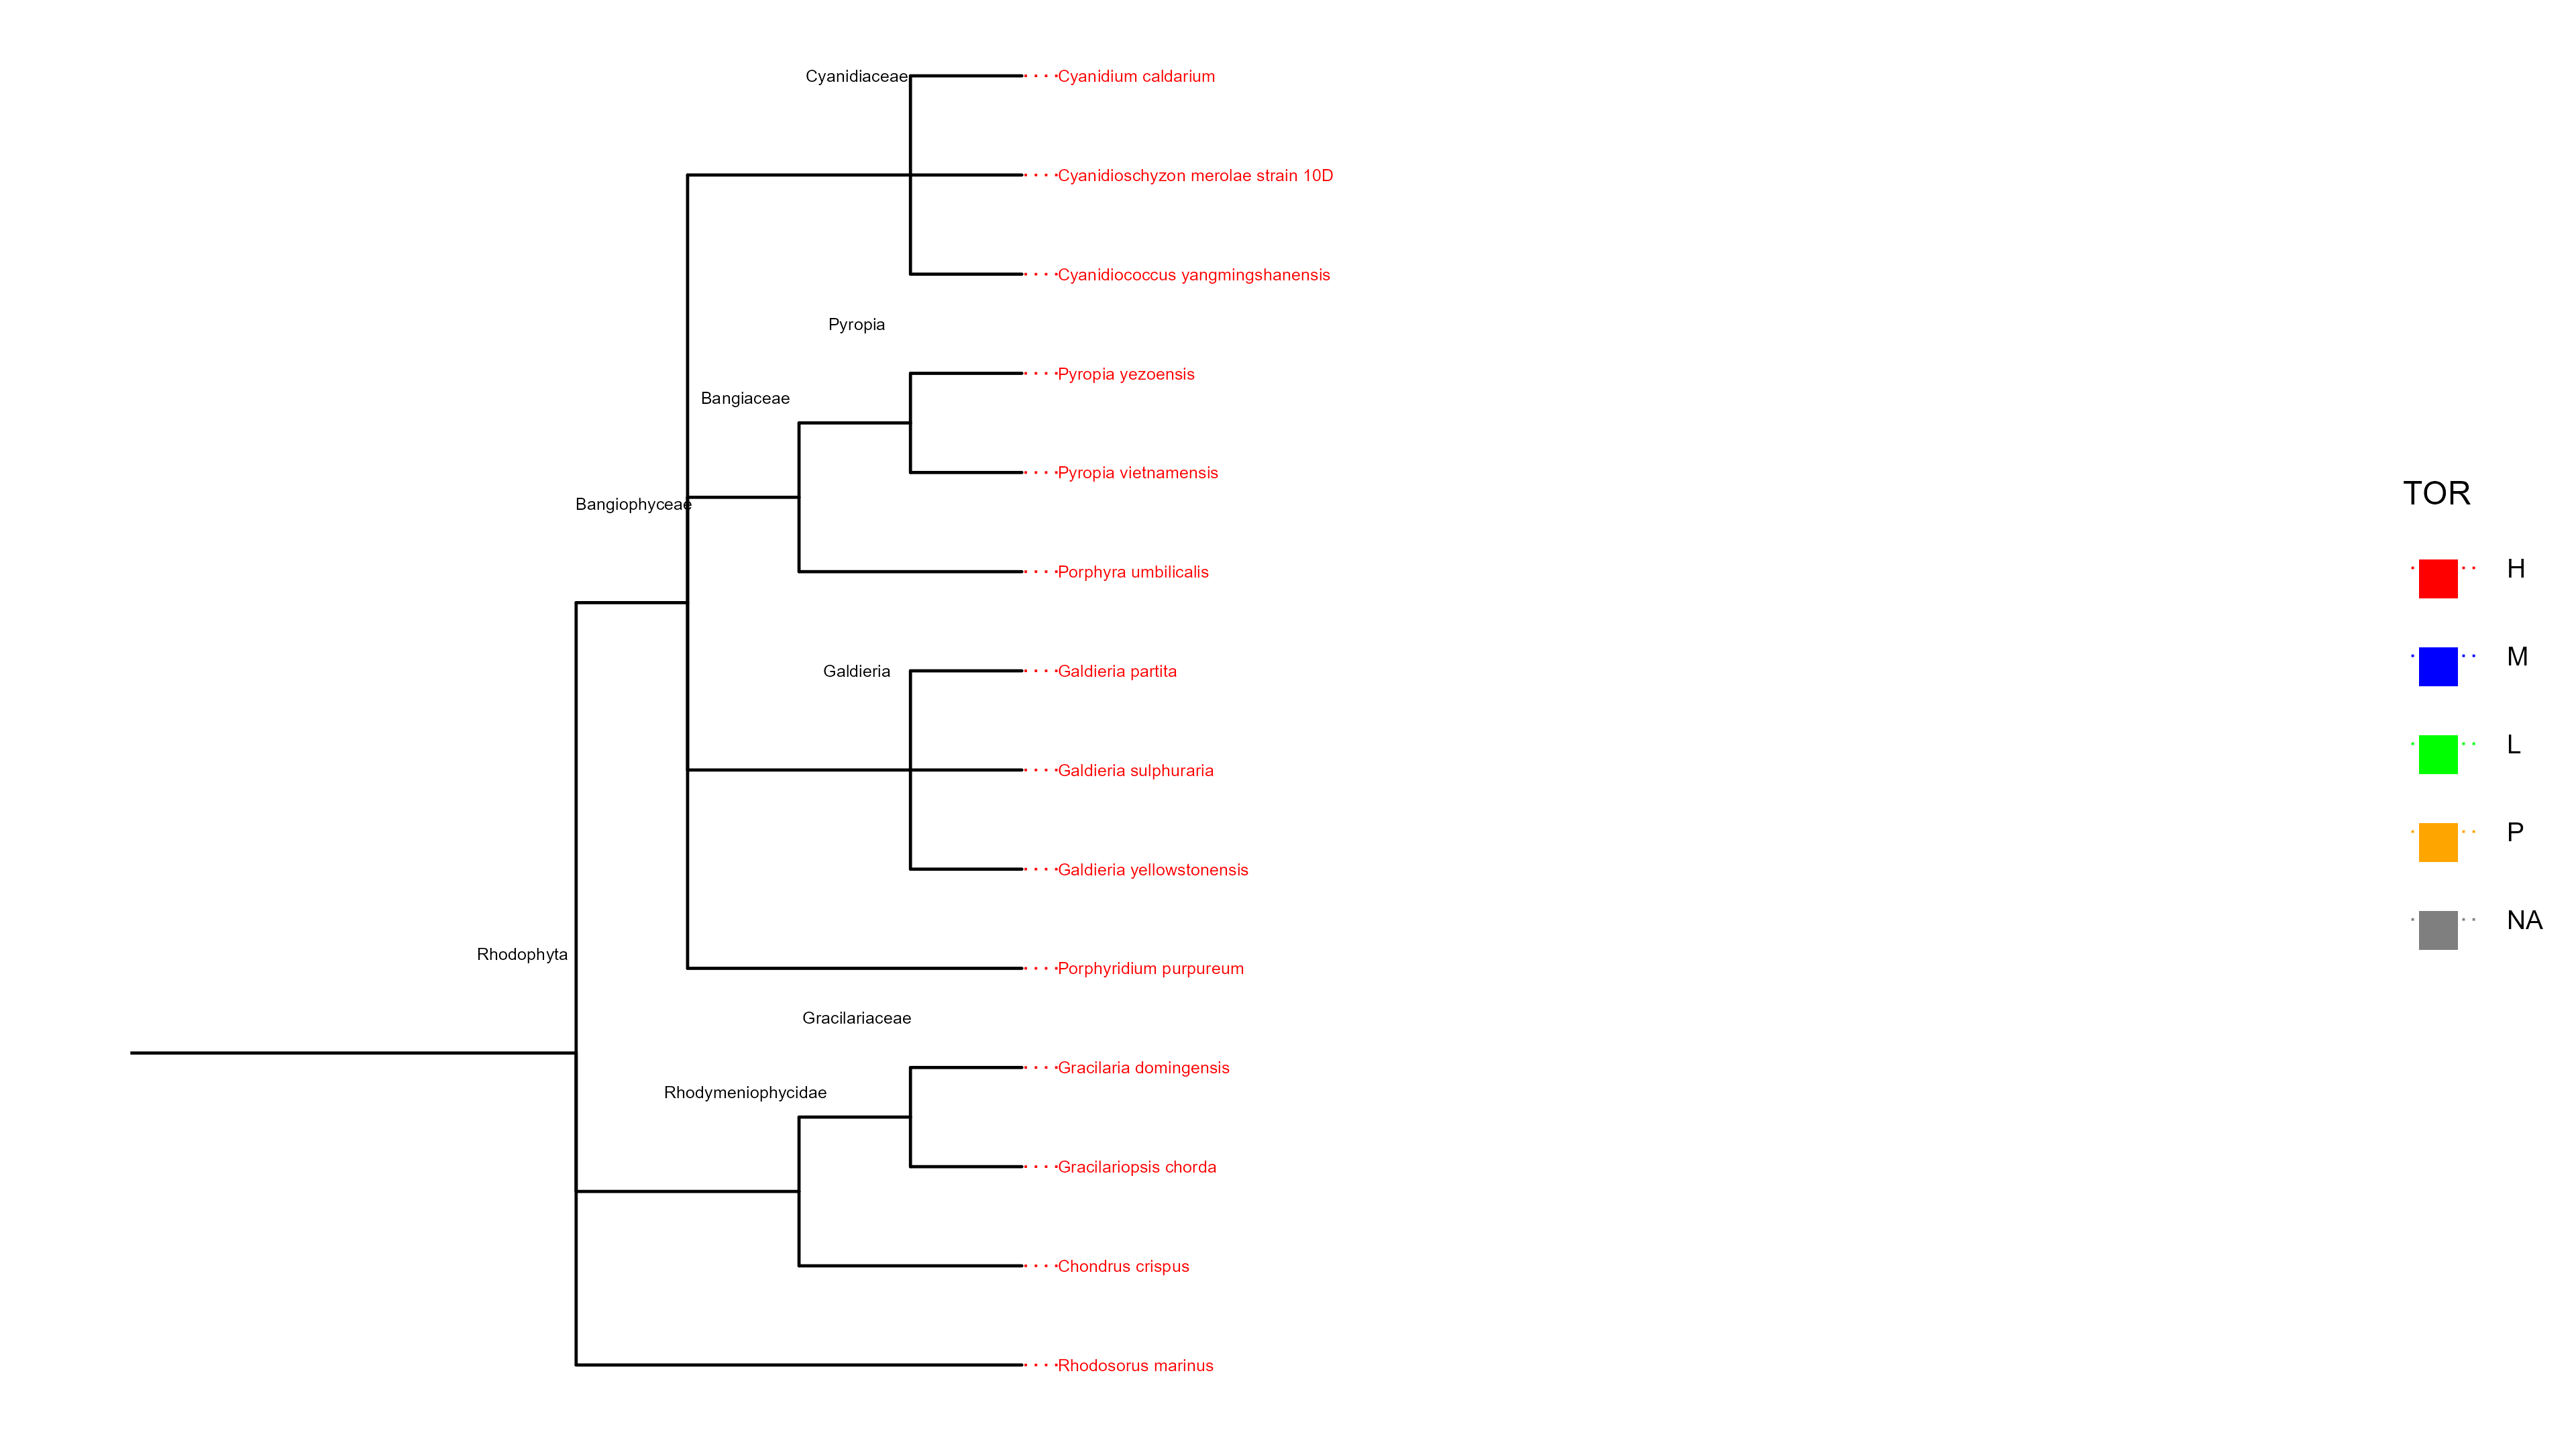 Cyanidiaceae
Cyanidium caldarium
Cyanidioschyzon merolae strain 10D
Cyanidiococcus yangmingshanensis
Pyropia
Pyropia yezoensis
Bangiaceae
Pyropia vietnamensis
Bangiophyceae
Porphyra umbilicalis
Galdieria
Galdieria partita
Galdieria sulphuraria
Galdieria yellowstonensis
Rhodophyta
Porphyridium purpureum
Gracilariaceae
Gracilaria domingensis
Rhodymeniophycidae
Gracilariopsis chorda
Chondrus crispus
Rhodosorus marinus
TOR
H
M
L
P
NA